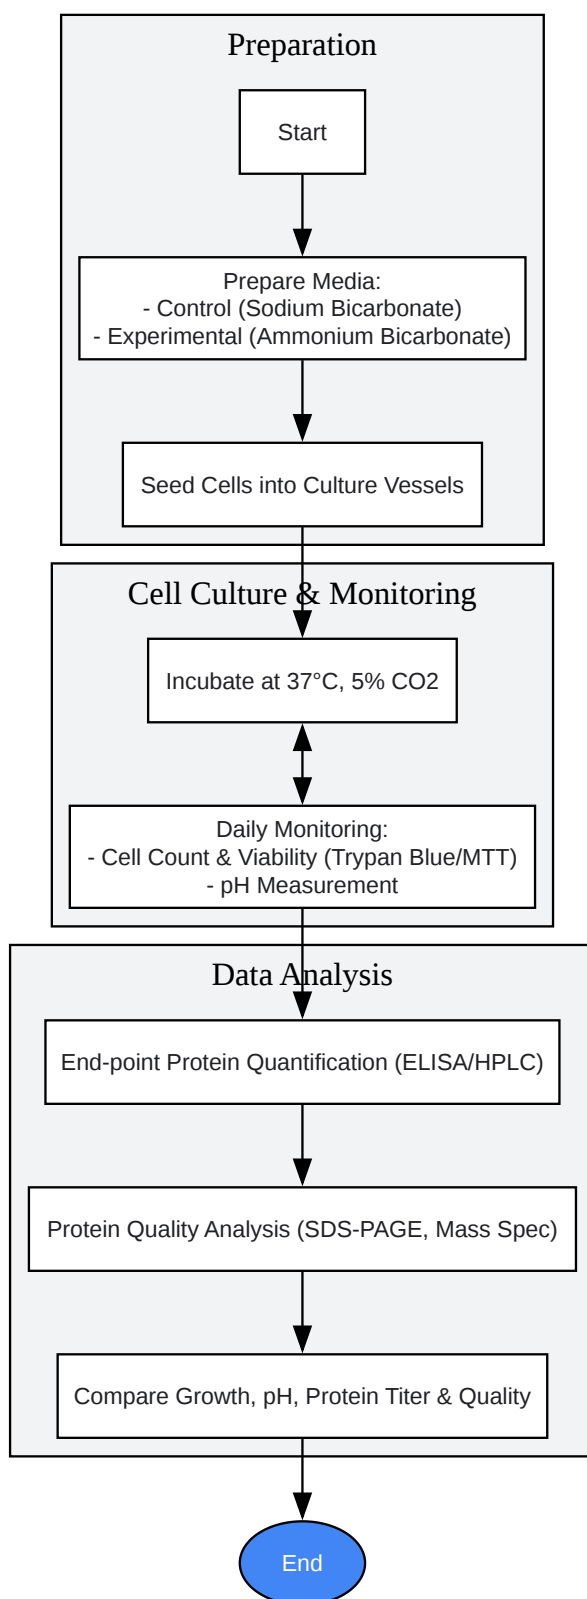 Preparation
Start
Prepare Media:
- Control (Sodium Bicarbonate)
- Experimental (Ammonium Bicarbonate)
Seed Cells into Culture Vessels
Cell Culture & Monitoring
Incubate at 37°C, 5% CO2
Daily Monitoring:
- Cell Count & Viability (Trypan Blue/MTT)
- pH Measurement
Data Analysis
End-point Protein Quantification (ELISA/HPLC)
Protein Quality Analysis (SDS-PAGE, Mass Spec)
Compare Growth, pH, Protein Titer & Quality
End